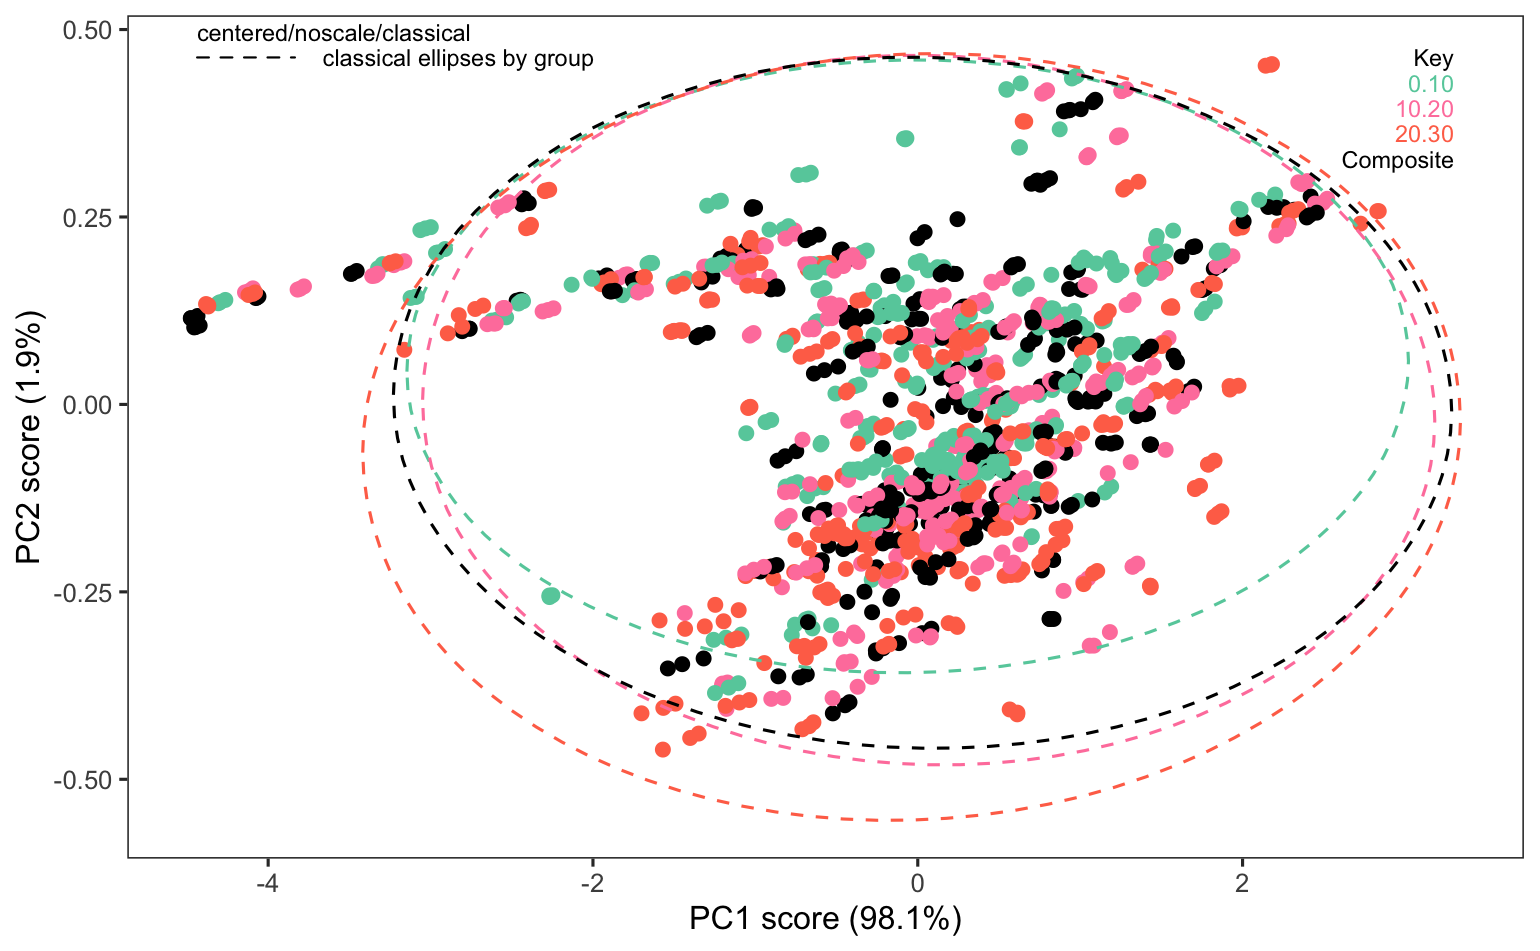 centered/noscale/classical
classical ellipses by group
Key
0.10
10.20
20.30
Composite
0.50
0.25
0.00
-0.25
-0.50
PC2 score (1.9%)
-4
-2
0
2
PC1 score (98.1%)